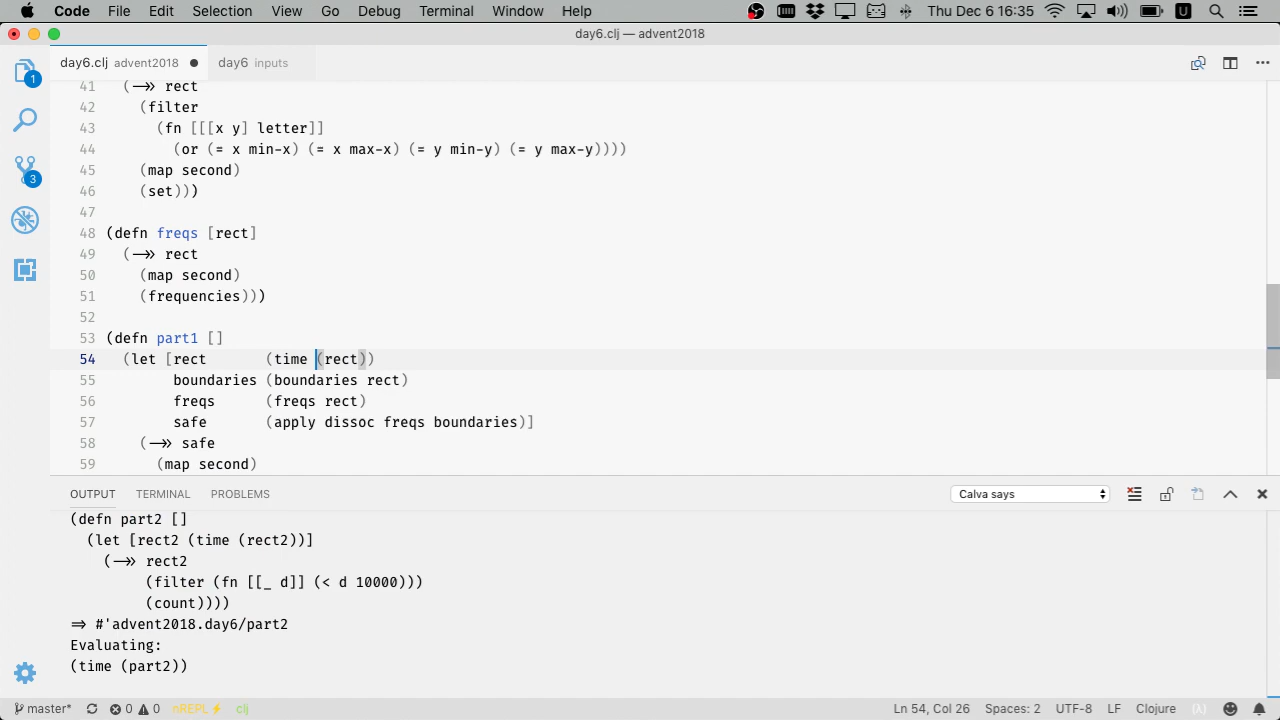 Code File Edit Selection View Go Debug Terminal Window Help Thu Dec 6 16:35 U
day6.clj — advent2018
day6.clj advent2018 day6 inputs
1
3
41 (->> rect
42 (filter
43 (fn [[[x y] letter]]
44 (or (= x min-x) (= x max-x) (= y min-y) (= y max-y))))
45 (map second)
46 (set)))
47
48 (defn freqs [rect]
49 (->> rect
50 (map second)
51 (frequencies)))
52
53 (defn part1 []
54 (let [rect (time (rect))
55 boundaries (boundaries rect)
56 freqs (freqs rect)
57 safe (apply dissoc freqs boundaries)]
58 (->> safe
59 (map second)
OUTPUT TERMINAL PROBLEMS Calva says
(defn part2 []
(let [rect2 (time (rect2))]
(->> rect2
(filter (fn [[_ d]] (< d 10000)))
(count))))
=> #'advent2018.day6/part2
Evaluating:
(time (part2))
master* 0 0 nREPL⚡ clj Ln 54, Col 26 Spaces: 2 UTF-8 LF Clojure (λ)